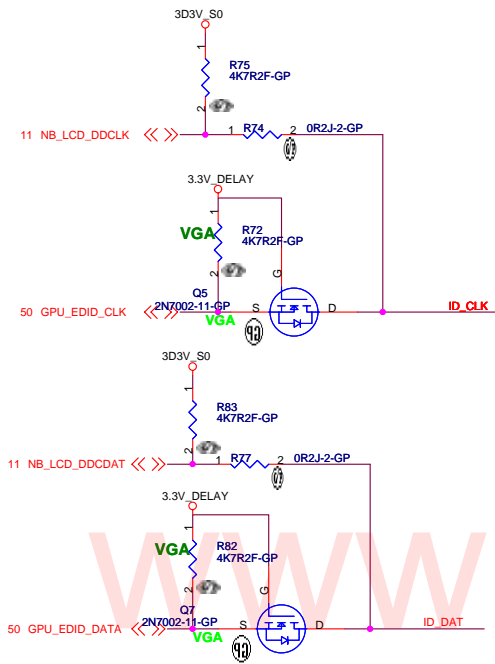 3D3V_S0
1
R75
4K7R2F-GP
2
11 NB_LCD_DDCLK
1 R74 2 0R2J-2-GP
3.3V_DELAY
1
VGA
R72
4K7R2F-GP
2
G
Q5
2N7002-11-GP
50 GPU_EDID_CLK
VGA
S
D
ID_CLK
GP
3D3V_S0
1
R83
4K7R2F-GP
2
11 NB_LCD_DDCDAT
1 R77 2 0R2J-2-GP
3.3V_DELAY
1
VGA
R82
4K7R2F-GP
2
G
Q7
2N7002-11-GP
50 GPU_EDID_DATA
VGA
S
D
ID_DAT
GP
WWW